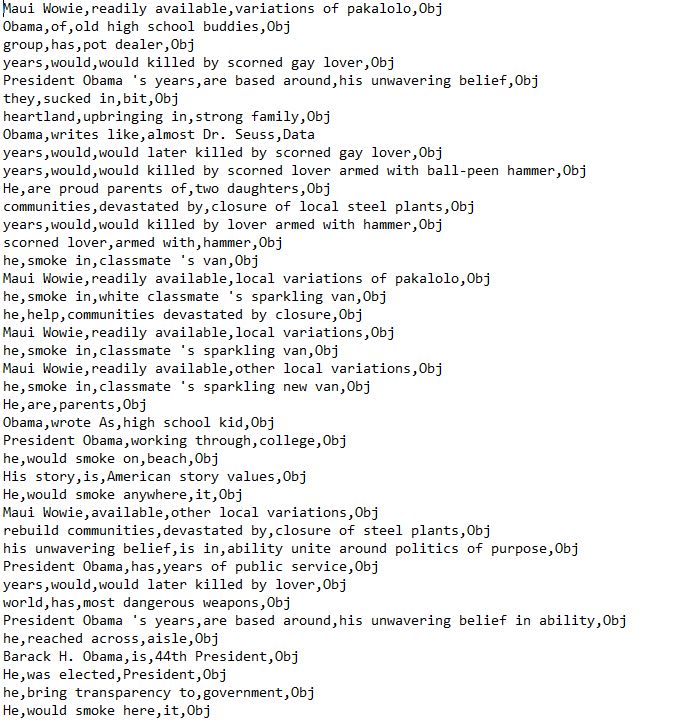 Maui Wowie,readily available,variations of pakalolo,Obj
Obama,of,old high school buddies,Obj
group,has,pot dealer,Obj
years,would,would killed by scorned gay lover,Obj
President Obama 's years,are based around,his unwavering belief,Obj
they,sucked in,bit,Obj
heartland,upbringing in,strong family,Obj
Obama,writes like,almost Dr. Seuss,Data
years,would,would later killed by scorned gay lover,Obj
years,would,would killed by scorned lover armed with ball-peen hammer,Obj
He,are proud parents of,two daughters,Obj
communities,devastated by,closure of local steel plants,Obj
years,would,would killed by lover armed with hammer,Obj
scorned lover,armed with,hammer,Obj
he,smoke in,classmate 's van,Obj
Maui Wowie,readily available,local variations of pakalolo,Obj
he,smoke in,white classmate 's sparkling van,Obj
he,help,communities devastated by closure,Obj
Maui Wowie,readily available,local variations,Obj
he,smoke in,classmate 's sparkling van,Obj
Maui Wowie,readily available,other local variations,Obj
he,smoke in,classmate 's sparkling new van,Obj
He,are,parents,Obj
Obama,wrote As,high school kid,Obj
President Obama,working through,college,Obj
he,would smoke on,beach,Obj
His story,is,American story values,Obj
He,would smoke anywhere,it,Obj
Maui Wowie,available,other local variations,Obj
rebuild communities,devastated by,closure of steel plants,Obj
his unwavering belief,is in,ability unite around politics of purpose,Obj
President Obama,has,years of public service,Obj
years,would,would later killed by lover,Obj
world,has,most dangerous weapons,Obj
President Obama 's years,are based around,his unwavering belief in ability,Obj
he,reached across,aisle,Obj
Barack H. Obama,is,44th President,Obj
He,was elected,President,Obj
he,bring transparency to,government,Obj
He,would smoke here,it,Obj